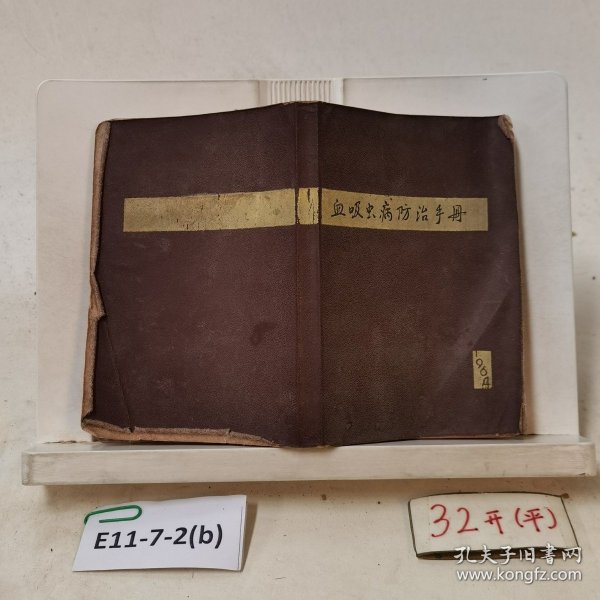 血吸虫病防治手册
1964
E11-7-2(b)
32开(平)
孔夫子旧书网
www.kongfz.com